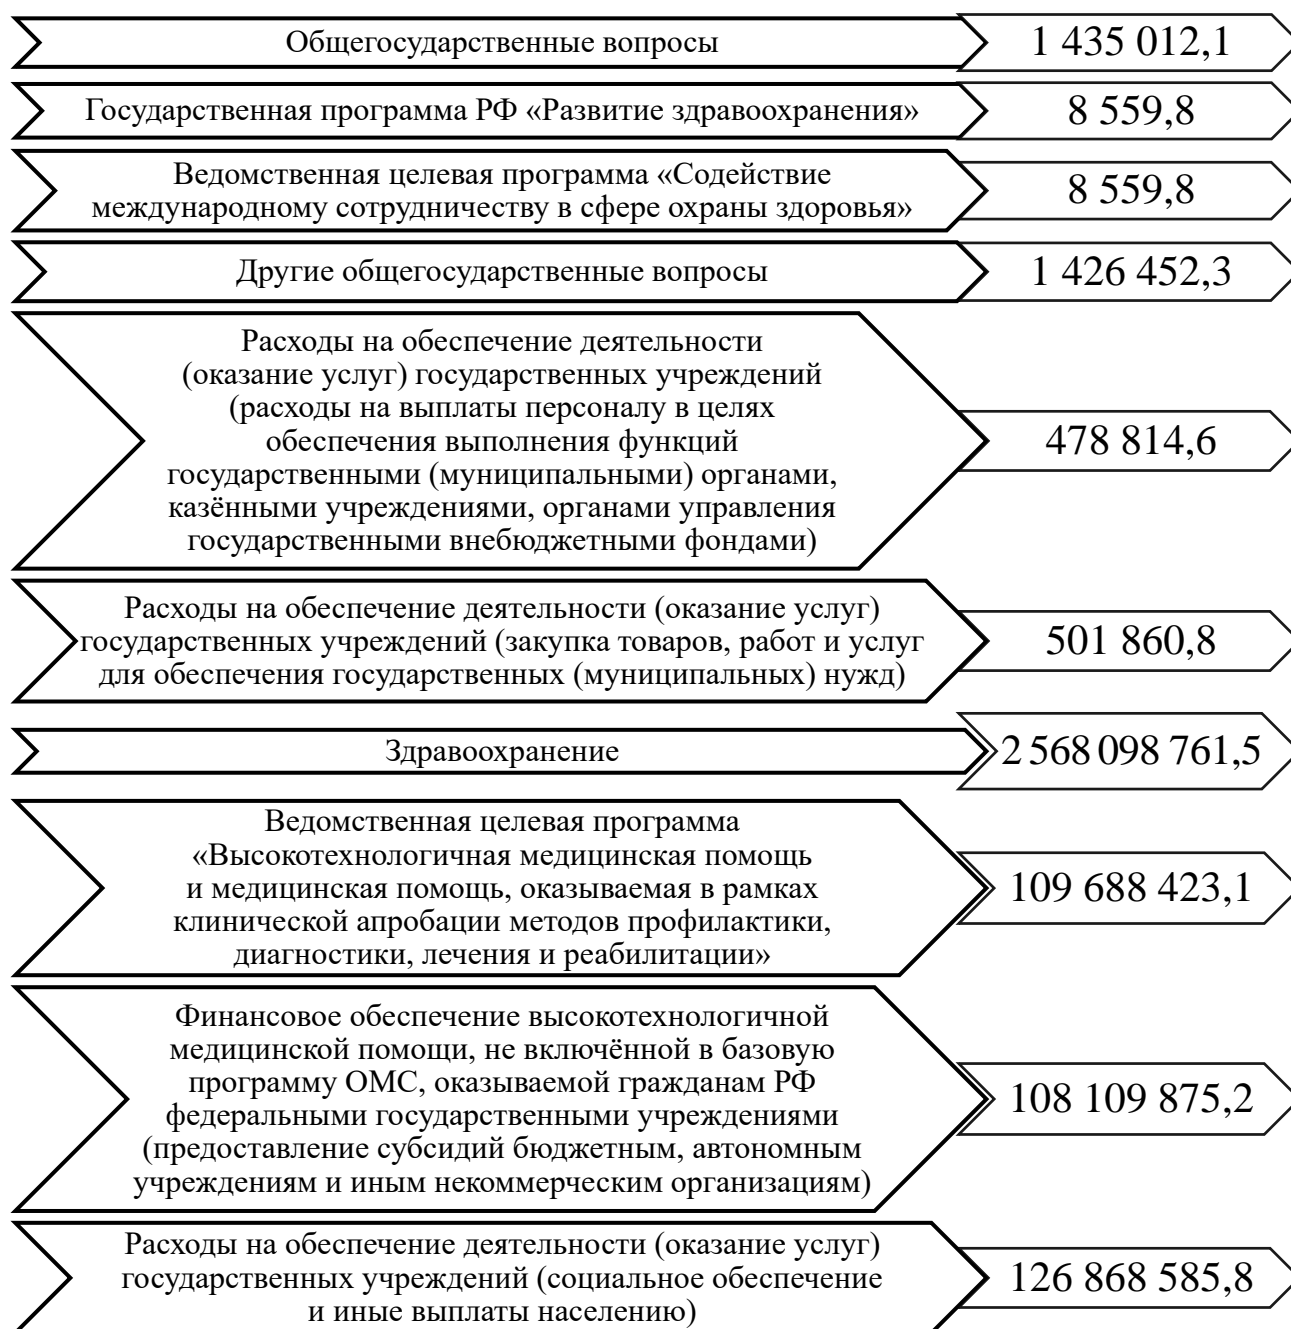 Общегосударственные вопросы
1 435 012,1
Государственная программа РФ «Развитие здравоохранения»
8 559,8
Ведомственная целевая программа «Содействие
международному сотрудничеству в сфере охраны здоровья»
8 559,8
Другие общегосударственные вопросы
1 426 452,3
Расходы на обеспечение деятельности
(оказание услуг) государственных учреждений
(расходы на выплаты персоналу в целях
обеспечения выполнения функций
государственными (муниципальными) органами,
казёнными учреждениями, органами управления
государственными внебюджетными фондами)
478 814,6
Расходы на обеспечение деятельности (оказание услуг)
государственных учреждений (закупка товаров, работ и услуг
для обеспечения государственных (муниципальных) нужд)
501 860,8
Здравоохранение
2 568 098 761,5
Ведомственная целевая программа
«Высокотехнологичная медицинская помощь
и медицинская помощь, оказываемая в рамках
клинической апробации методов профилактики,
диагностики, лечения и реабилитации»
109 688 423,1
Финансовое обеспечение высокотехнологичной
медицинской помощи, не включённой в базовую
программу ОМС, оказываемой гражданам РФ
федеральными государственными учреждениями
(предоставление субсидий бюджетным, автономным
учреждениям и иным некоммерческим организациям)
108 109 875,2
Расходы на обеспечение деятельности (оказание услуг)
государственных учреждений (социальное обеспечение
и иные выплаты населению)
126 868 585,8